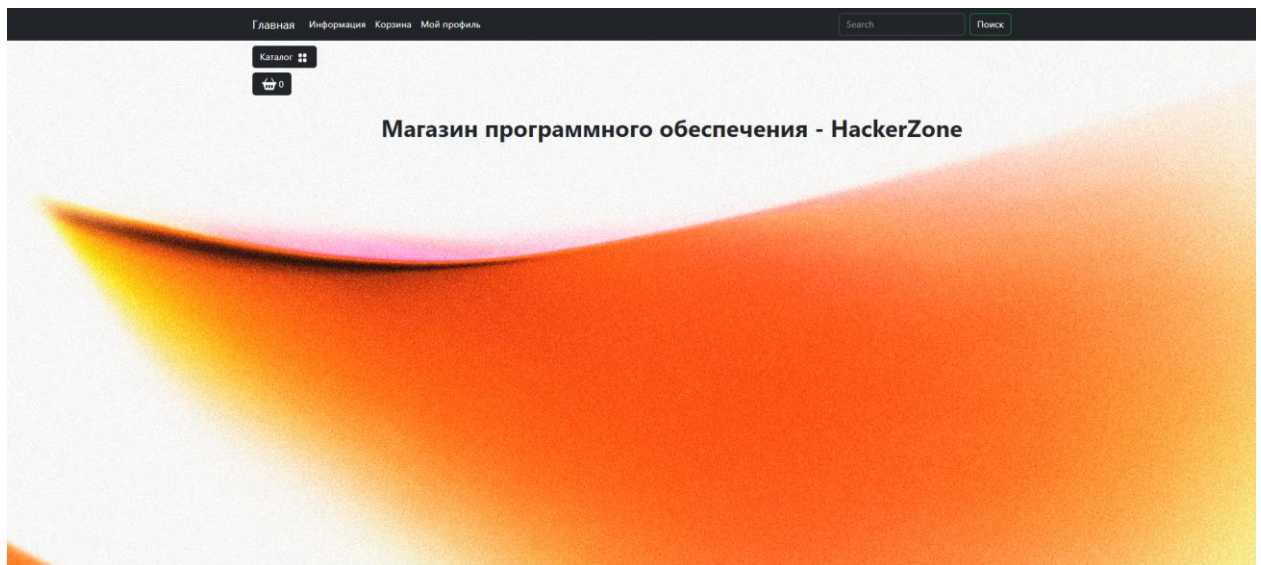 Главная Информация Корзина Мой профиль Search Поиск
Каталог
0
Магазин программного обеспечения - HackerZone